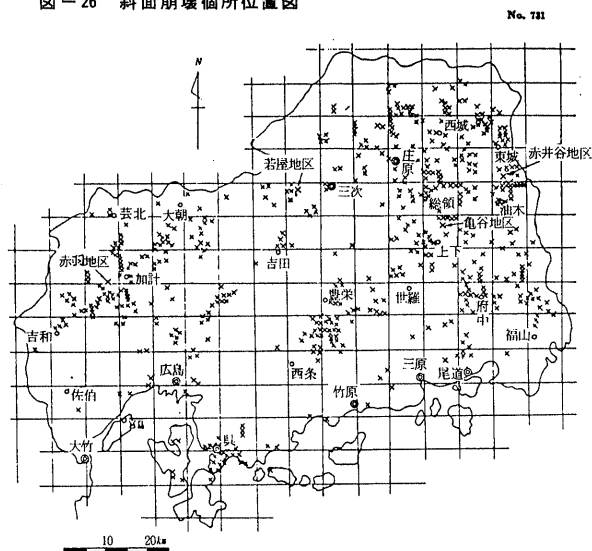 図－26 斜面崩壊個所位置図
No. 731
N
西城
庄原
東城
赤井谷地区
若屋地区
三次
総領
油木
亀谷地区
芸北
大朝
上下
吉田
赤羽地区
加計
豊栄
世羅
府中
吉和
福山
西条
三原
尾道
広島
竹原
佐伯
呉
大竹
10 20km